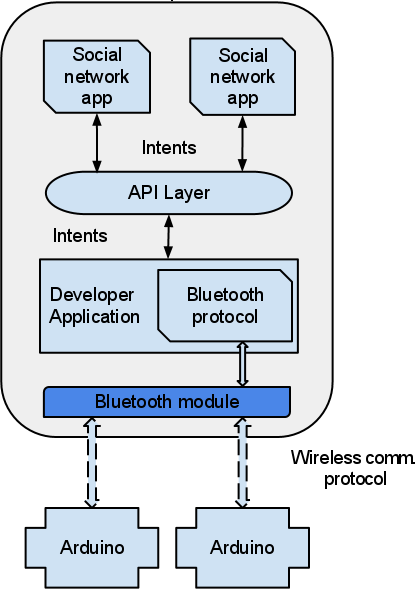 Social
network
app
Social
network
app
Intents
API Layer
Intents
Developer
Application
Bluetooth
protocol
Bluetooth module
Wireless comm.
protocol
Arduino
Arduino